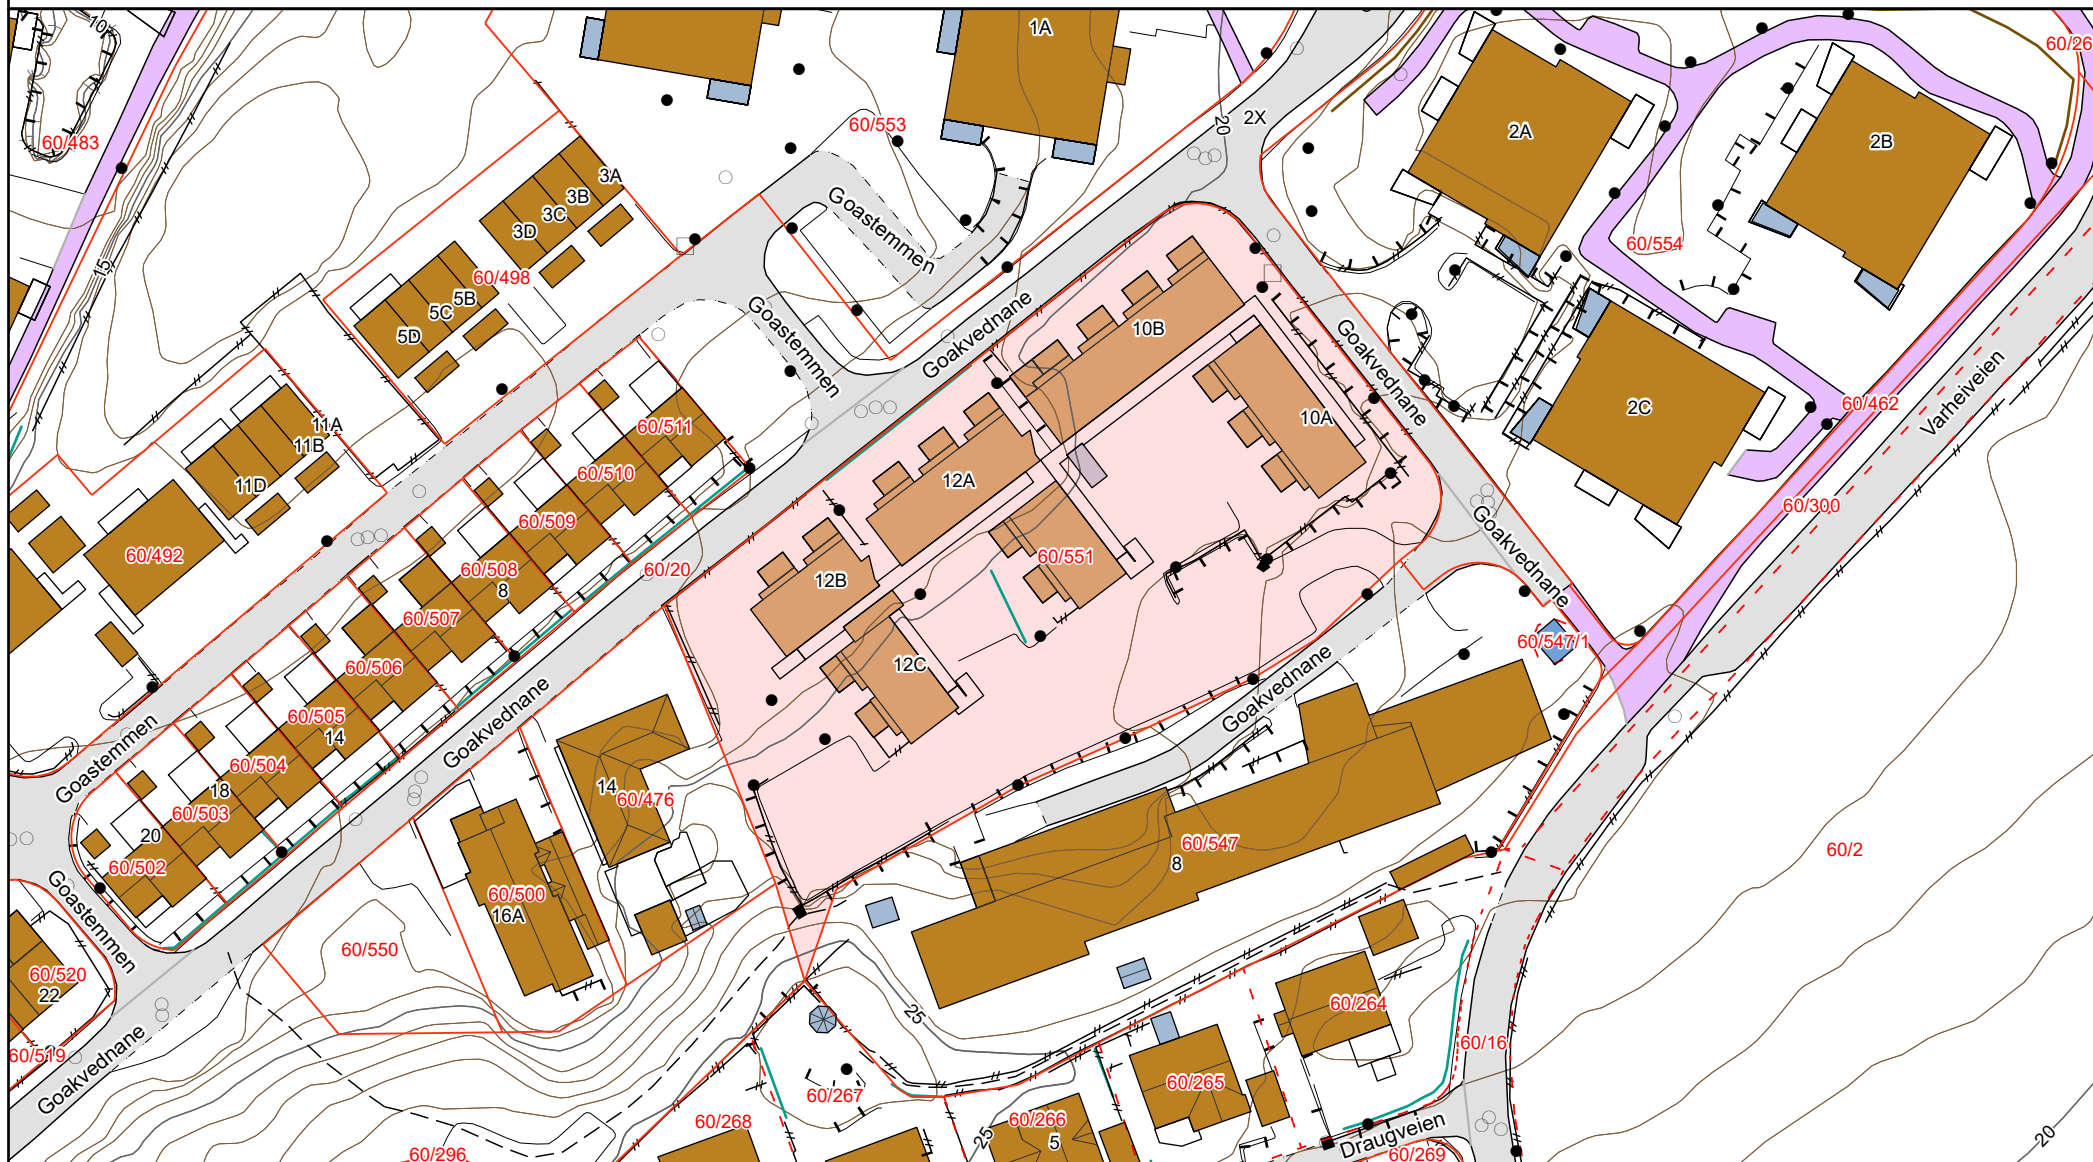 10
1A
60/26
2X
20
60/483
60/553
2A
2B
3A
3B
3C
3D
Goastemmen
60/554
15
60/498
5B
5C
5D
Goastemmen
Goakvednane
10B
Goakvednane
Varheiveien
2C
60/462
11A
11B
11D
60/511
10A
60/510
12A
60/509
60/300
Goakvednane
60/492
60/551
60/508
8
60/20
12B
60/507
60/547/1
60/506
12C
Goakvednane
60/505
14
Goakvednane
Goastemmen
60/504
18
60/503
14
60/476
20
60/502
60/547
8
60/2
Goastemmen
60/500
16A
60/550
60/520
22
60/264
25
60/519
60/16
Goakvednane
60/265
60/267
60/268
60/266
5
25
Draugveien
60/296
60/269
20